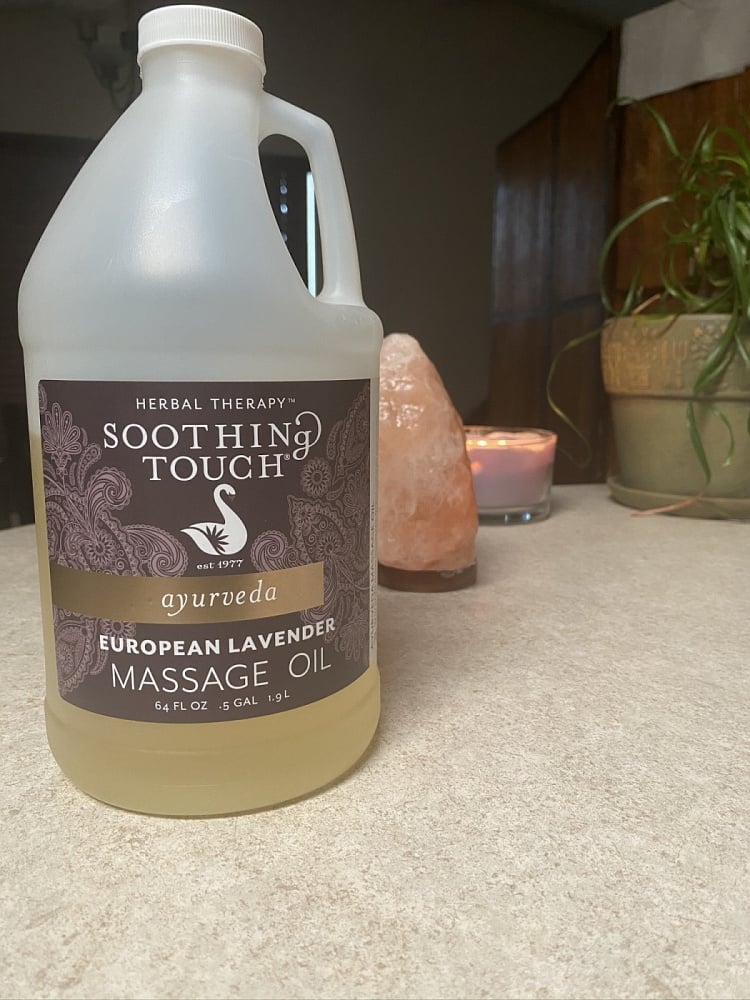 HERBAL THERAPY™
SOOTHING
TOUCH®
est 1977
ayurveda
EUROPEAN LAVENDER
MASSAGE OIL
64 FL OZ .5 GAL 1.9 L